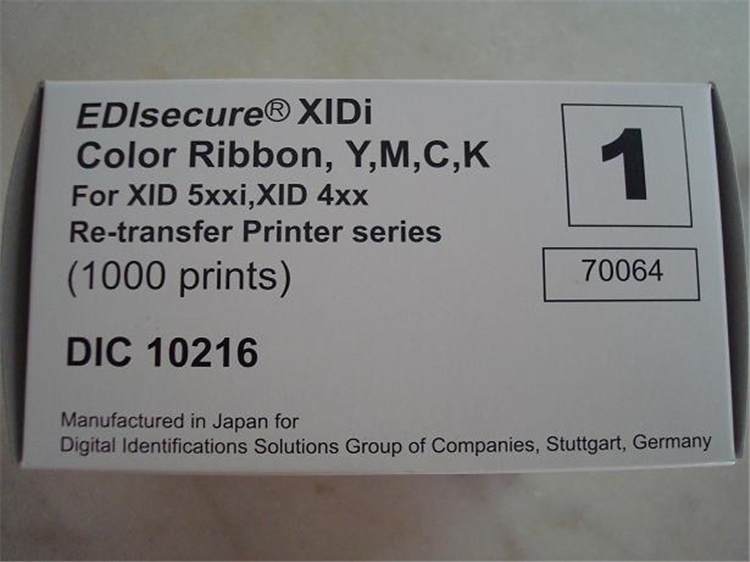 EDIsecure® XIDi
Color Ribbon, Y,M,C,K
For XID 5xxi,XID 4xx
Re-transfer Printer series
(1000 prints)
1
70064
DIC 10216
Manufactured in Japan for
Digital Identifications Solutions Group of Companies, Stuttgart, Germany